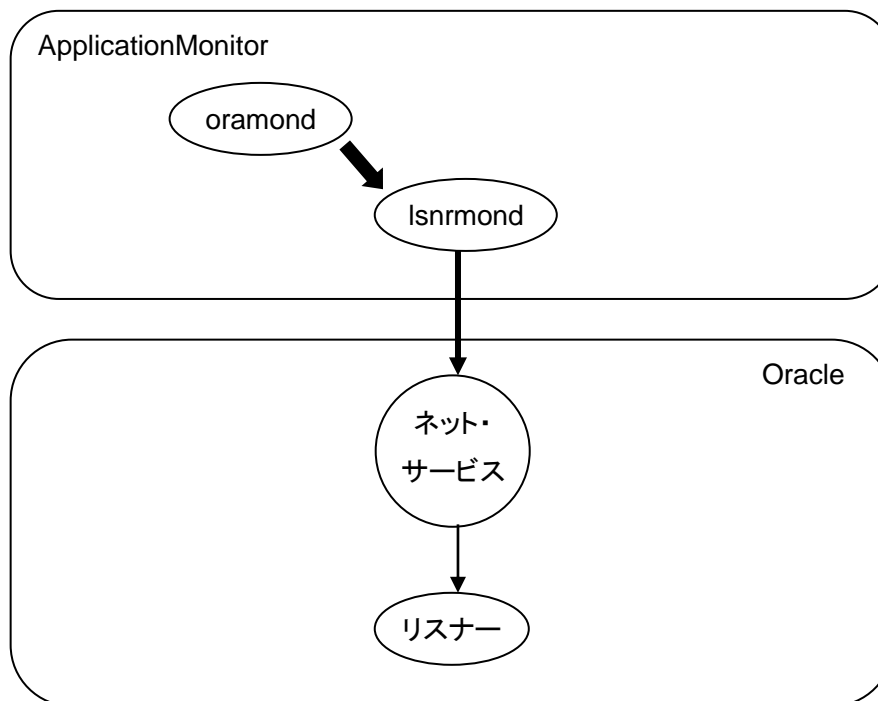 ApplicationMonitor
oramond
lsnrmond
Oracle
ネット・
サービス
リスナー